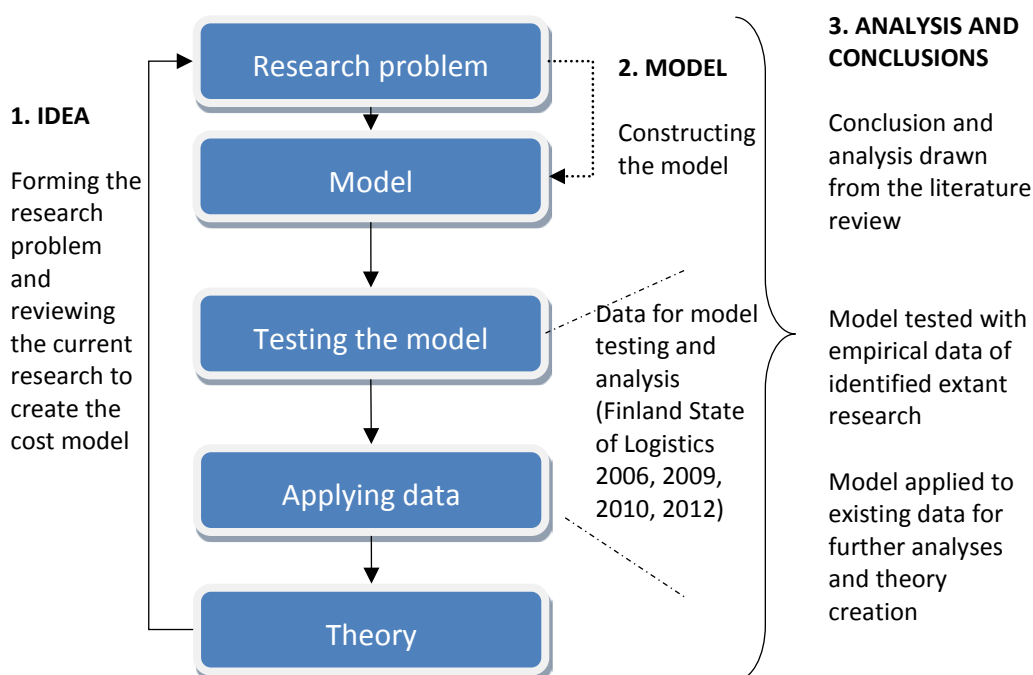 1. IDEA
Forming the
research
problem
and
reviewing
the current
research to
create the
cost model
Research problem
Model
Testing the model
Applying data
Theory
2. MODEL
Constructing
the model
Data for model
testing and
analysis
(Finland State
of Logistics
2006, 2009,
2010, 2012)
3. ANALYSIS AND
CONCLUSIONS
Conclusion and
analysis drawn
from the literature
review
Model tested with
empirical data of
identified extant
research
Model applied to
existing data for
further analyses
and theory
creation